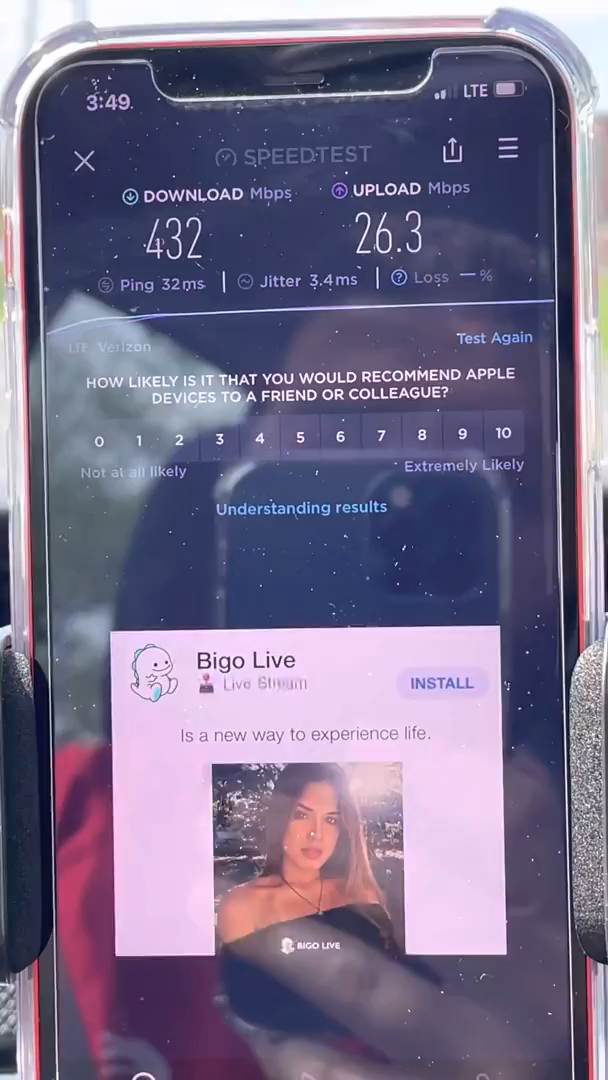 3:49
LTE
SPEEDTEST
DOWNLOAD Mbps
UPLOAD Mbps
432
26.3
Ping 32ms
Jitter 3.4ms
Loss — %
LTE Verizon
Test Again
HOW LIKELY IS IT THAT YOU WOULD RECOMMEND APPLE
DEVICES TO A FRIEND OR COLLEAGUE?
0 1 2 3 4 5 6 7 8 9 10
Not at all likely
Extremely Likely
Understanding results
Bigo Live
Live Stream
INSTALL
Is a new way to experience life.
BIGO LIVE